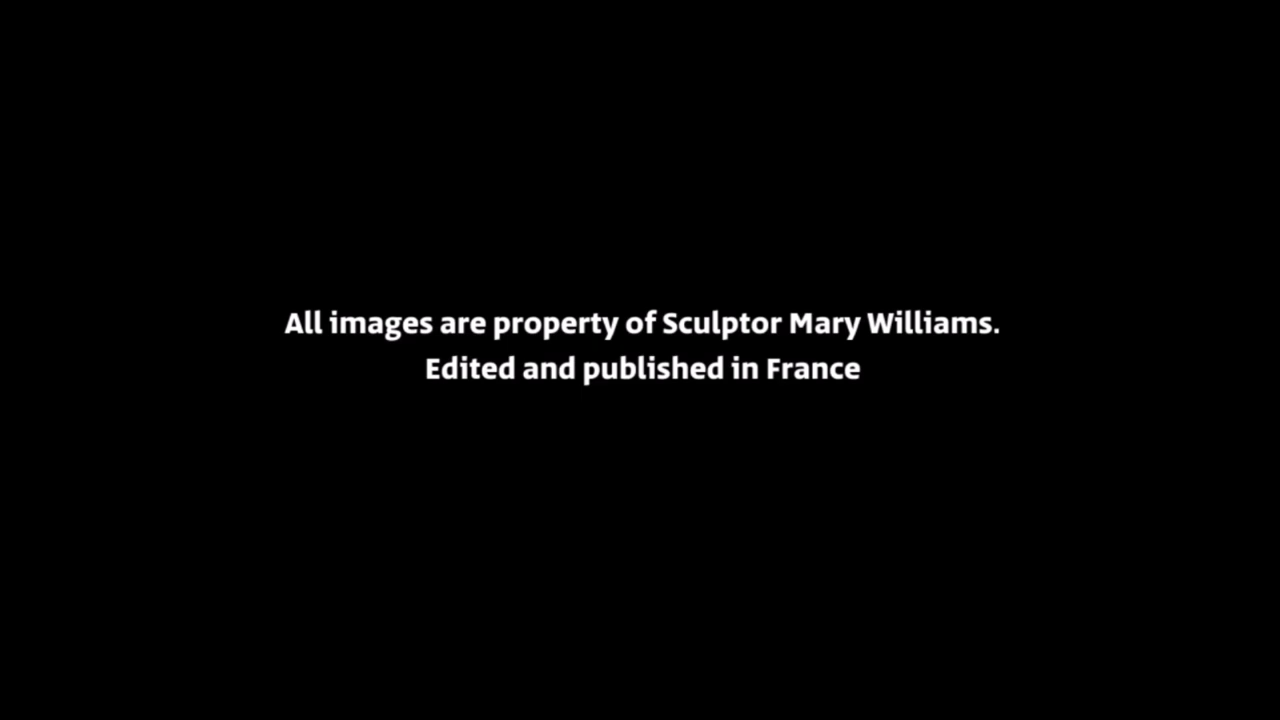 All images are property of Sculptor Mary Williams.
Edited and published in France